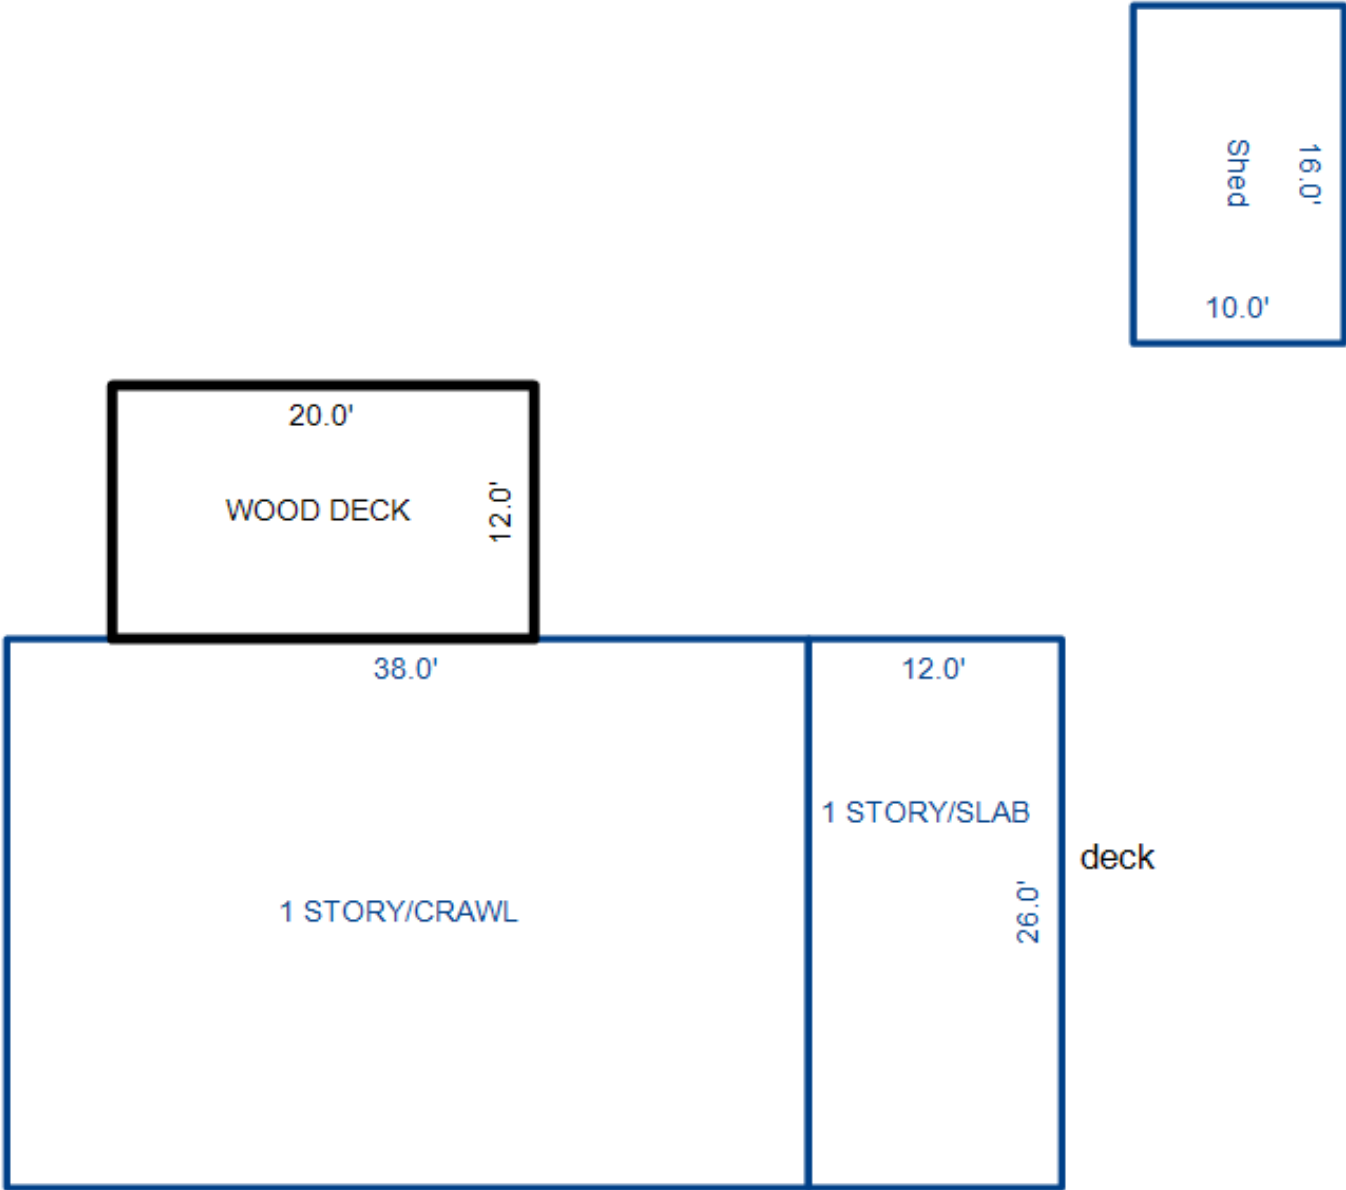 Shed
16.0'
10.0'
20.0'
WOOD DECK
12.0'
38.0'
12.0'
1 STORY/SLAB
deck
26.0'
1 STORY/CRAWL